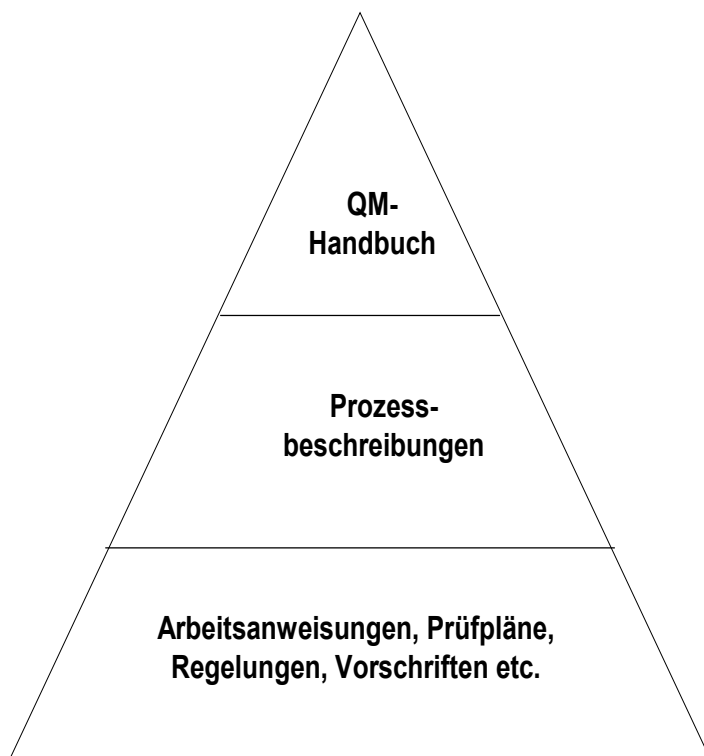 QM-
Handbuch
Prozess-
beschreibungen
Arbeitsanweisungen, Prüfpläne,
Regelungen, Vorschriften etc.